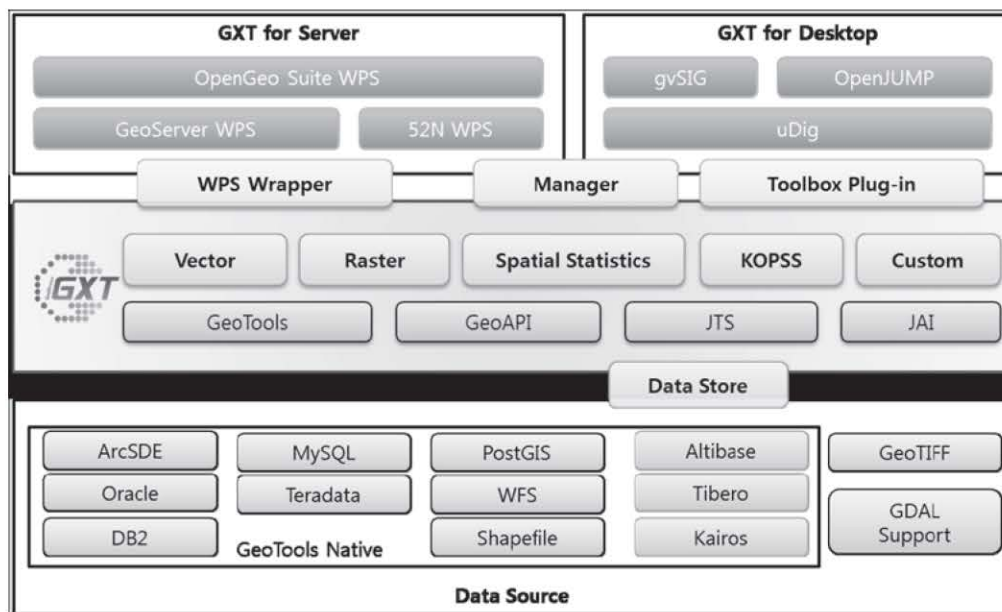 GXT for Server
OpenGeo Suite WPS
GeoServer WPS
52N WPS
GXT for Desktop
gvSIG
OpenJUMP
uDig
WPS Wrapper
Manager
Toolbox Plug-in
GXT
Vector
Raster
Spatial Statistics
KOPSS
Custom
GeoTools
GeoAPI
JTS
JAI
Data Store
ArcSDE
MySQL
PostGIS
Altibase
GeoTIFF
Oracle
Teradata
WFS
Tibero
GDAL
Support
DB2
GeoTools Native
Shapefile
Kairos
Data Source